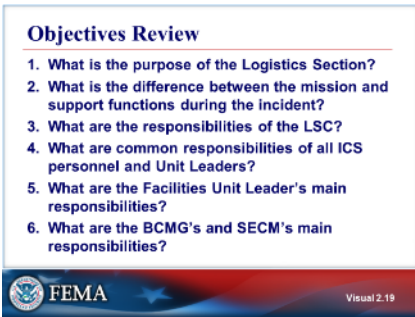 Objectives Review
1. What is the purpose of the Logistics Section?
2. What is the difference between the mission and
support functions during the incident?
3. What are the responsibilities of the LSC?
4. What are common responsibilities of all ICS
personnel and Unit Leaders?
5. What are the Facilities Unit Leader's main
responsibilities?
6. What are the BCMG's and SECM's main
responsibilities?
FEMA
Visual 2.19